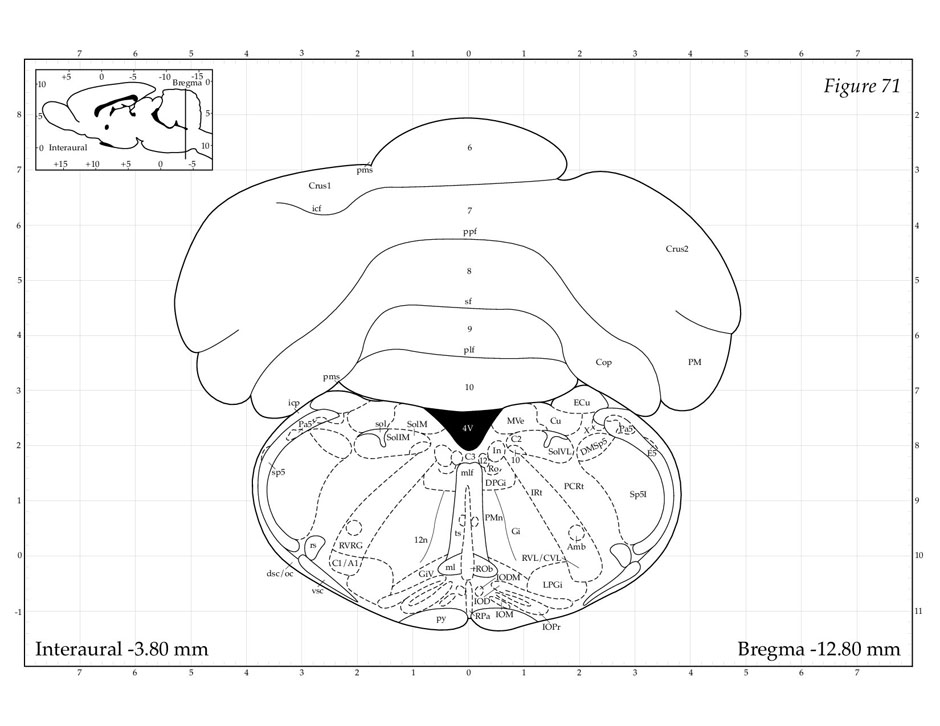 7 6 5 4 3 2 1 0 1 2 3 4 5 6 7
+5 0 -5 -10 -15
Bregma
10 0
5 5
0 Interaural 10
+15 +10 +5 0 -5
Figure 71
8 2
6
pms
7 3
Crus1
icf 7
6 4
ppf
Crus2
8
5 5
sf
9
4 6
plf
Cop PM
pms
10
3 7
icp ECu
Pa5 sol SolM 4V MVe Cu Pa5
SolIM C2
2 8
In SolVL DMSp5 E5
C3 12 10
sp5 mlf Ro
DPGi
IRt PCRt Sp5I
1 9
PMn
ts Gi
12n
rs RVRG Amb
0 10
C1/A1 RVL/CVL
dsc/oc GiV ml ROb IODM LPGi
vsc
IOD
-1 11
py RPa IOM
IOPr
Interaural -3.80 mm
Bregma -12.80 mm
7 6 5 4 3 2 1 0 1 2 3 4 5 6 7